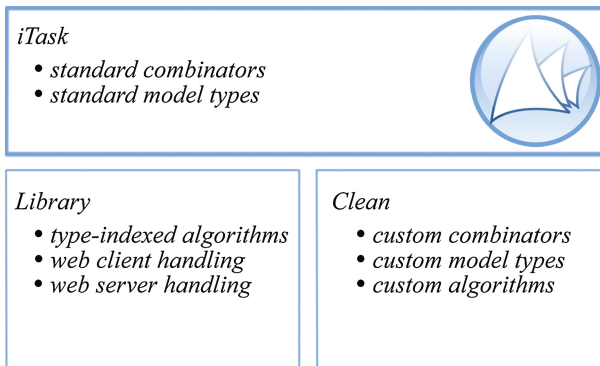 iTask
• standard combinators
• standard model types
Library
• type-indexed algorithms
• web client handling
• web server handling
Clean
• custom combinators
• custom model types
• custom algorithms